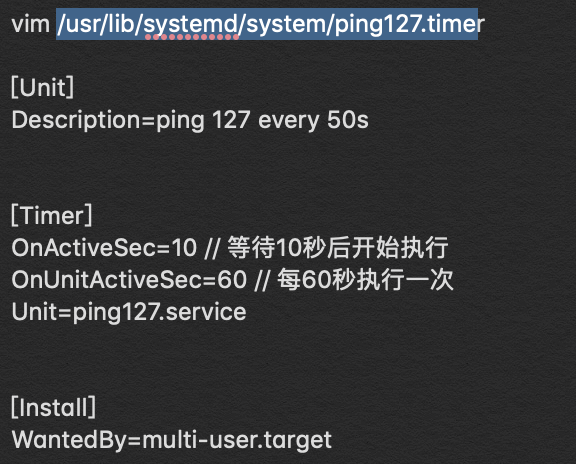 vim /usr/lib/systemd/system/ping127.timer
[Unit]
Description=ping 127 every 50s
[Timer]
OnActiveSec=10 // 等待10秒后开始执行
OnUnitActiveSec=60 // 每60秒执行一次
Unit=ping127.service
[Install]
WantedBy=multi-user.target